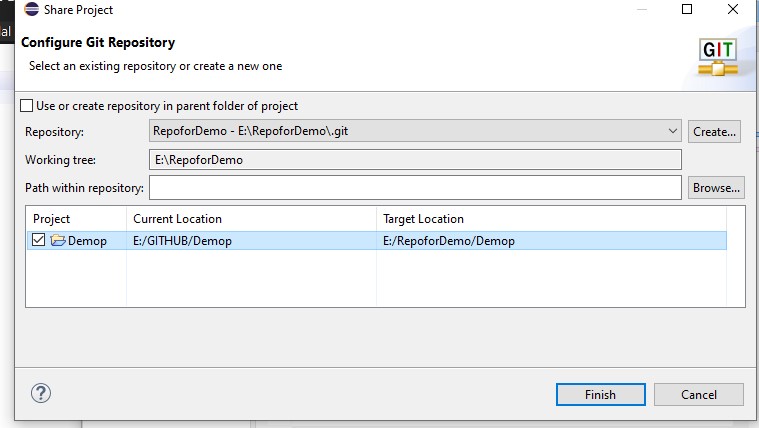 Share Project
ial
Configure Git Repository
Select an existing repository or create a new one
GIT
Use or create repository in parent folder of project
Repository: RepoforDemo - E:\RepoforDemo\.git Create...
Working tree: E:\RepoforDemo
Path within repository: Browse...
Project Current Location Target Location
Demop E:/GITHUB/Demop E:/RepoforDemo/Demop
? Finish Cancel